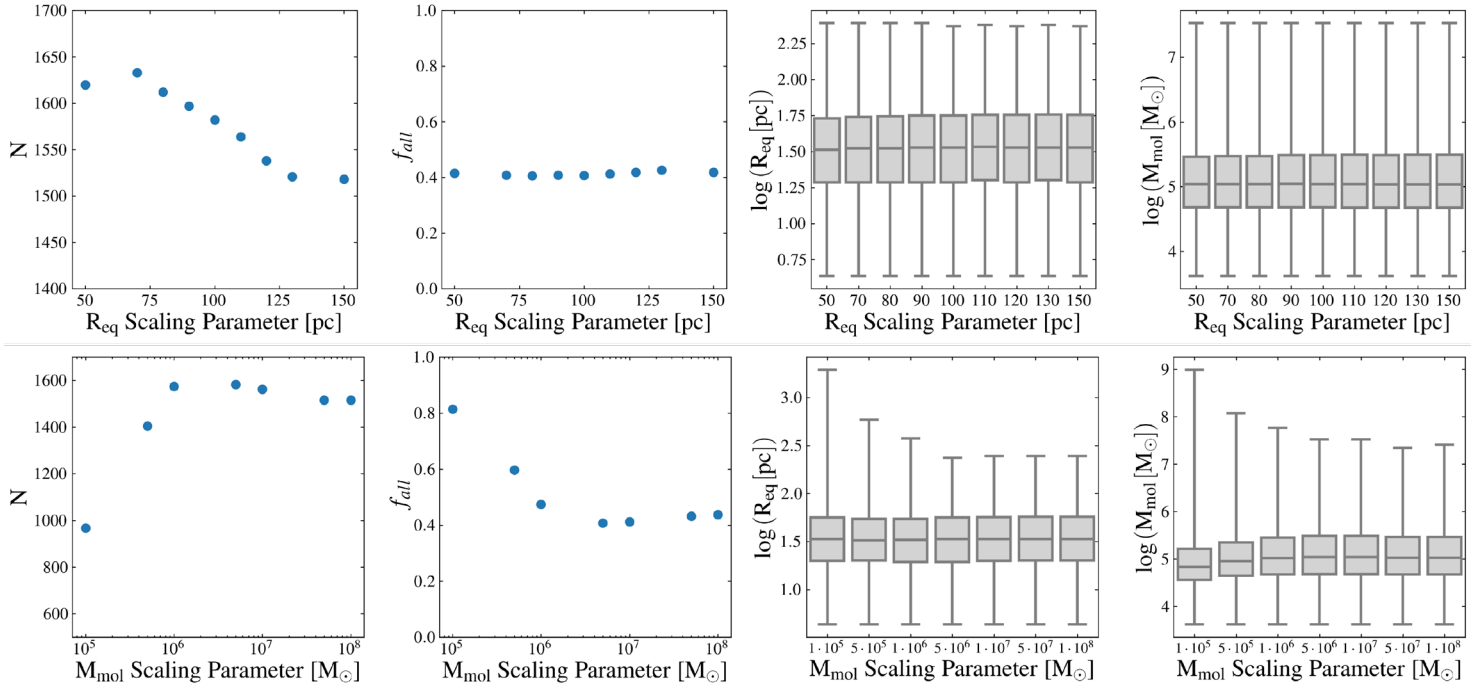 1700
1650
1600
1550
1500
1450
1400
N
50 75 100 125 150
R_eq Scaling Parameter [pc]
1.0
0.8
0.6
0.4
0.2
0.0
f_all
50 75 100 125 150
R_eq Scaling Parameter [pc]
2.25
2.00
1.75
1.50
1.25
1.00
0.75
log (R_eq [pc])
50 70 80 90 100 110 120 130 150
R_eq Scaling Parameter [pc]
7
6
5
4
log (M_mol [M_⊙])
50 70 80 90 100 110 120 130 150
R_eq Scaling Parameter [pc]
1600
1400
1200
1000
800
600
N
10^5 10^6 10^7 10^8
M_mol Scaling Parameter [M_⊙]
1.0
0.8
0.6
0.4
0.2
0.0
f_all
10^5 10^6 10^7 10^8
M_mol Scaling Parameter [M_⊙]
3.0
2.5
2.0
1.5
1.0
log (R_eq [pc])
1·10^5 5·10^5 1·10^6 5·10^6 1·10^7 5·10^7 1·10^8
M_mol Scaling Parameter [M_⊙]
9
8
7
6
5
4
log (M_mol [M_⊙])
1·10^5 5·10^5 1·10^6 5·10^6 1·10^7 5·10^7 1·10^8
M_mol Scaling Parameter [M_⊙]